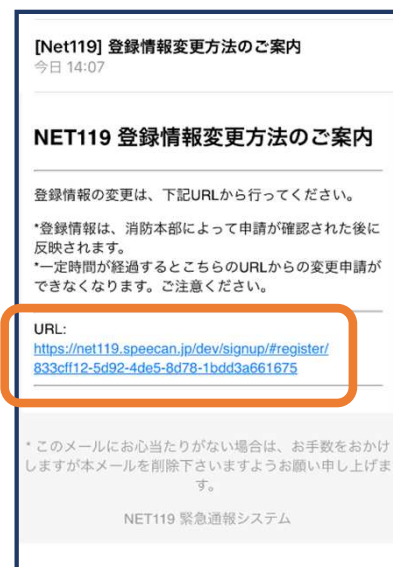 [Net119] 登録情報変更方法のご案内
今日 14:07
NET119 登録情報変更方法のご案内
登録情報の変更は、下記URLから行ってください。
*登録情報は、消防本部によって申請が確認された後に
反映されます。
*一定時間が経過するとこちらのURLからの変更申請が
できなくなります。ご注意ください。
URL:
https://net119.speecan.jp/dev/signup/#register/
833cff12-5d92-4de5-8d78-1bdd3a661675
* このメールにお心当たりがない場合は、お手数をおかけ
しますが本メールを削除下さいますようお願い申し上げま
す。
NET119 緊急通報システム